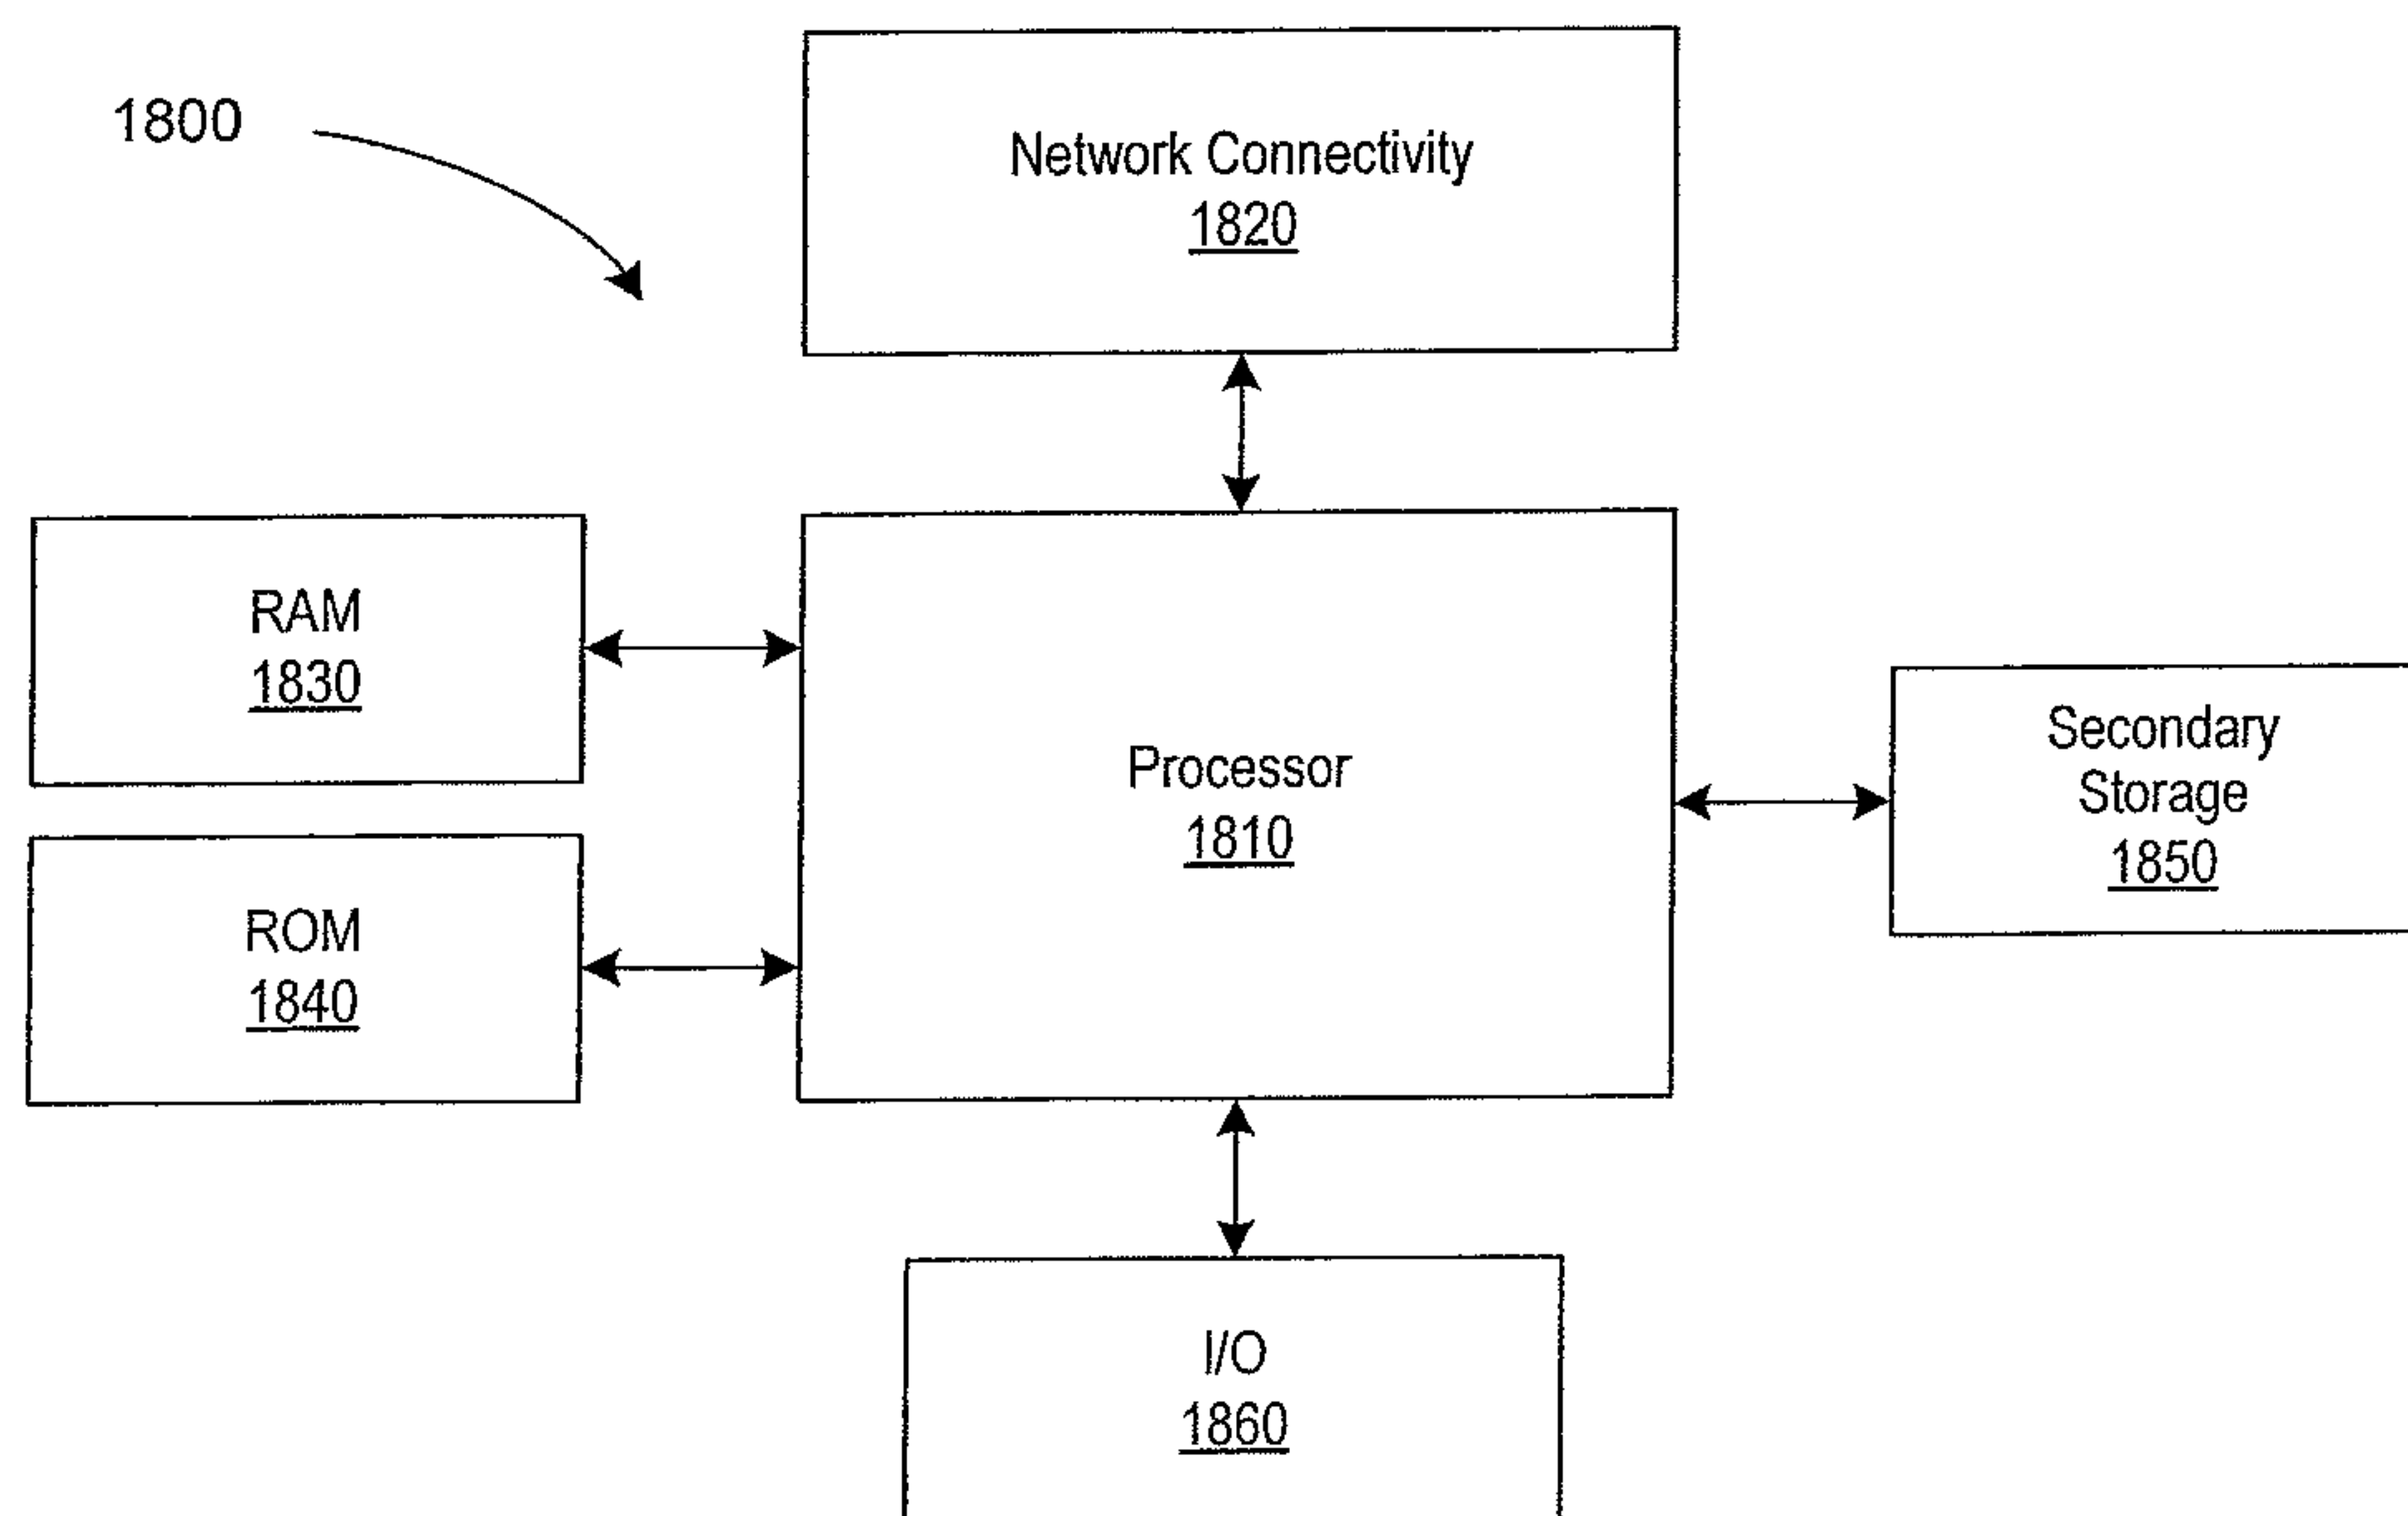 1800
Network Connectivity
1820
RAM
1830
Processor
1810
Secondary
Storage
1850
ROM
1840
I/O
1860